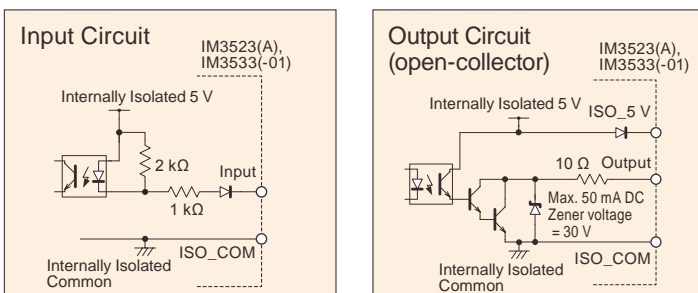 Input Circuit
IM3523(A),
IM3533(-01)
Internally Isolated 5 V
2 kΩ
Input
1 kΩ
ISO_COM
Internally Isolated
Common
Output Circuit
(open-collector)
IM3523(A),
IM3533(-01)
Internally Isolated 5 V
ISO_5 V
10 Ω
Output
Max. 50 mA DC
Zener voltage
= 30 V
ISO_COM
Internally Isolated
Common